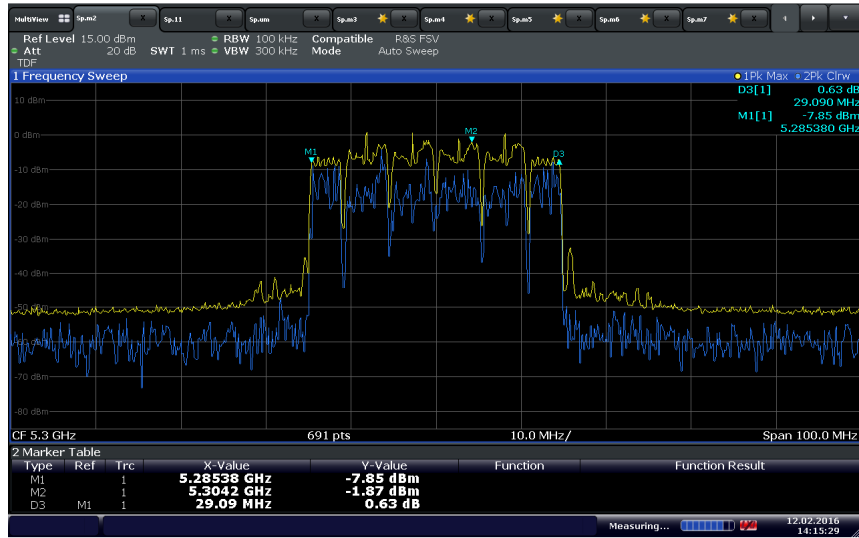 MultiView Sp.m2 X Sp.11 X Sp.um X Sp.m3 X Sp.m4 X Sp.m5 X Sp.m6 X Sp.m7 X
Ref Level 15.00 dBm RBW 100 kHz Compatible R&S FSV
Att 20 dB SWT 1 ms VBW 300 kHz Mode Auto Sweep
TDF
1 Frequency Sweep 1Pk Max 2Pk Clrw
D3[1] 0.63 dB
29.090 MHz
M1[1] -7.85 dBm
5.285380 GHz
10 dBm
0 dBm
M2
M1
D3
-10 dBm
-20 dBm
-30 dBm
-40 dBm
-50 dBm
-60 dBm
-70 dBm
-80 dBm
CF 5.3 GHz 691 pts 10.0 MHz/ Span 100.0 MHz
2 Marker Table
Type Ref Trc X-Value Y-Value Function Function Result
M1 1 5.28538 GHz -7.85 dBm
M2 1 5.3042 GHz -1.87 dBm
D3 M1 1 29.09 MHz 0.63 dB
Measuring... 12.02.2016
14:15:29